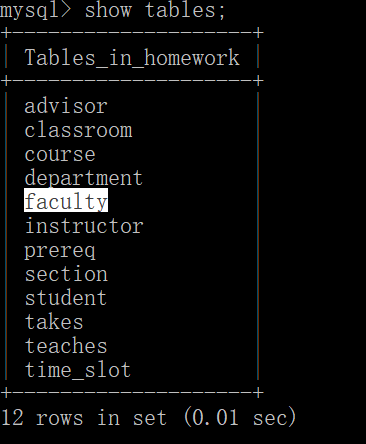 mysql> show tables;
+--------------------+
| Tables_in_homework |
+--------------------+
| advisor            |
| classroom          |
| course             |
| department         |
| faculty            |
| instructor         |
| prereq             |
| section            |
| student            |
| takes              |
| teaches            |
| time_slot          |
+--------------------+
12 rows in set (0.01 sec)